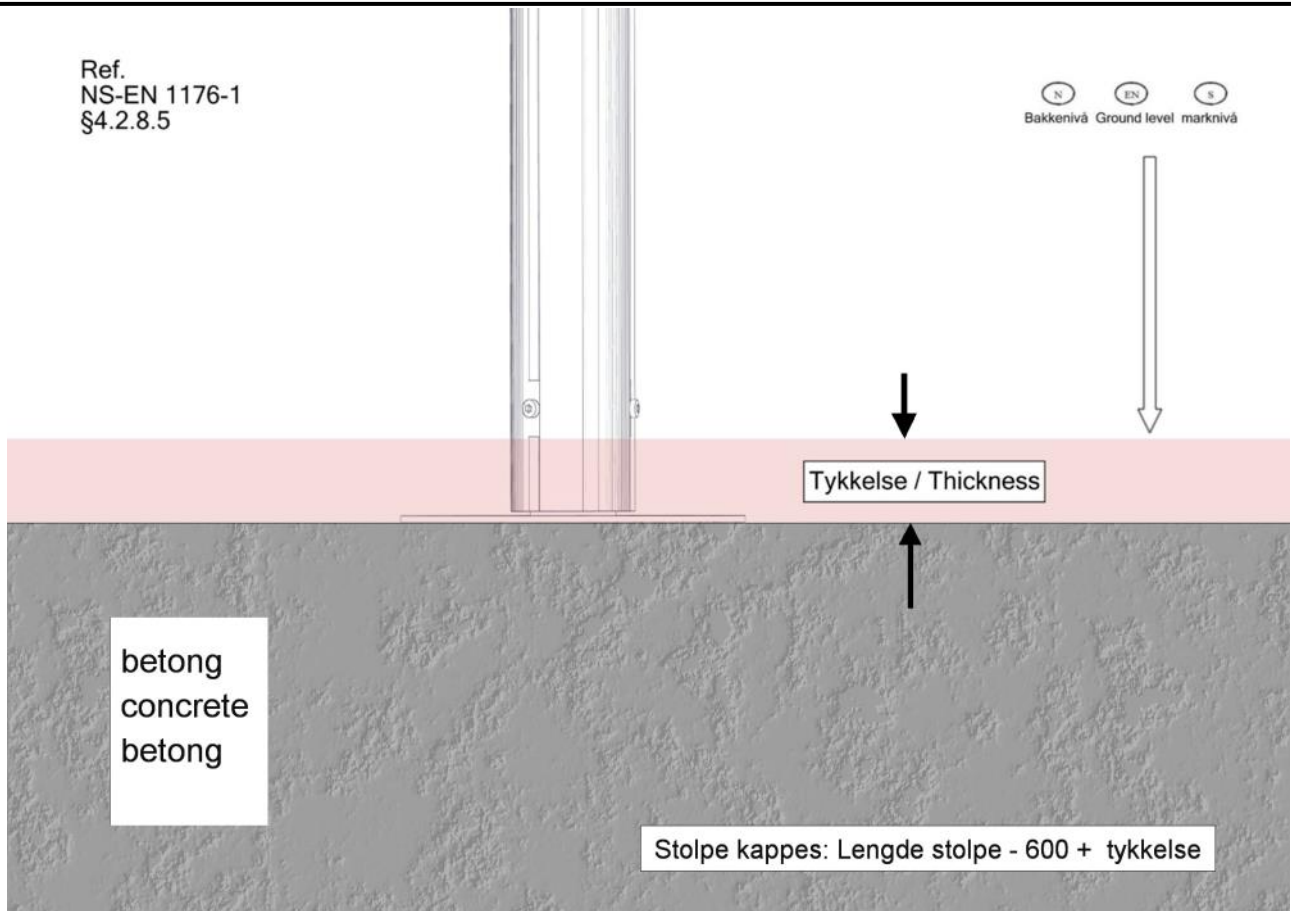 Ref.
NS-EN 1176-1
§4.2.8.5
N EN S
Bakkenivå Ground level marknivå
Tykkelse / Thickness
betong
concrete
betong
Stolpe kappes: Lengde stolpe - 600 + tykkelse